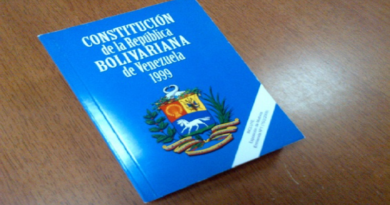 CONSTITUCIÓN
de la República
BOLIVARIANA
de Venezuela
1999